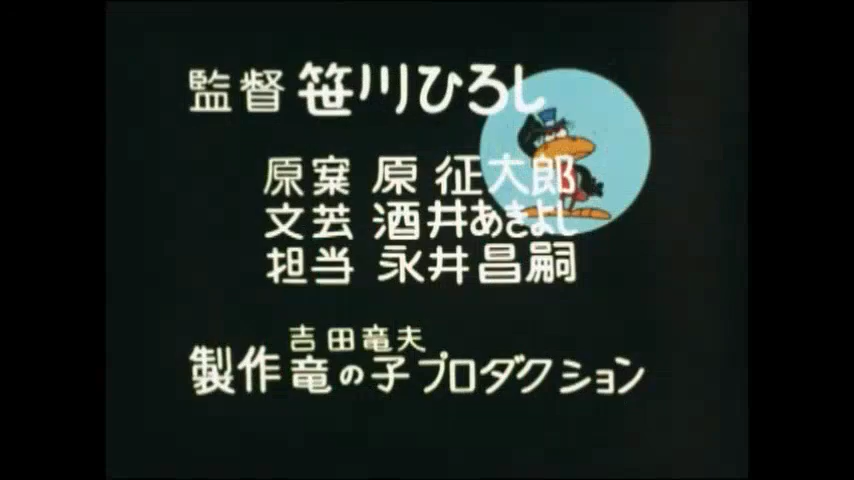 監督 笹川ひろし
原案 原 征太郎
文芸 酒井あきよし
担当 永井昌嗣
吉田竜夫
製作 竜の子プロダクション